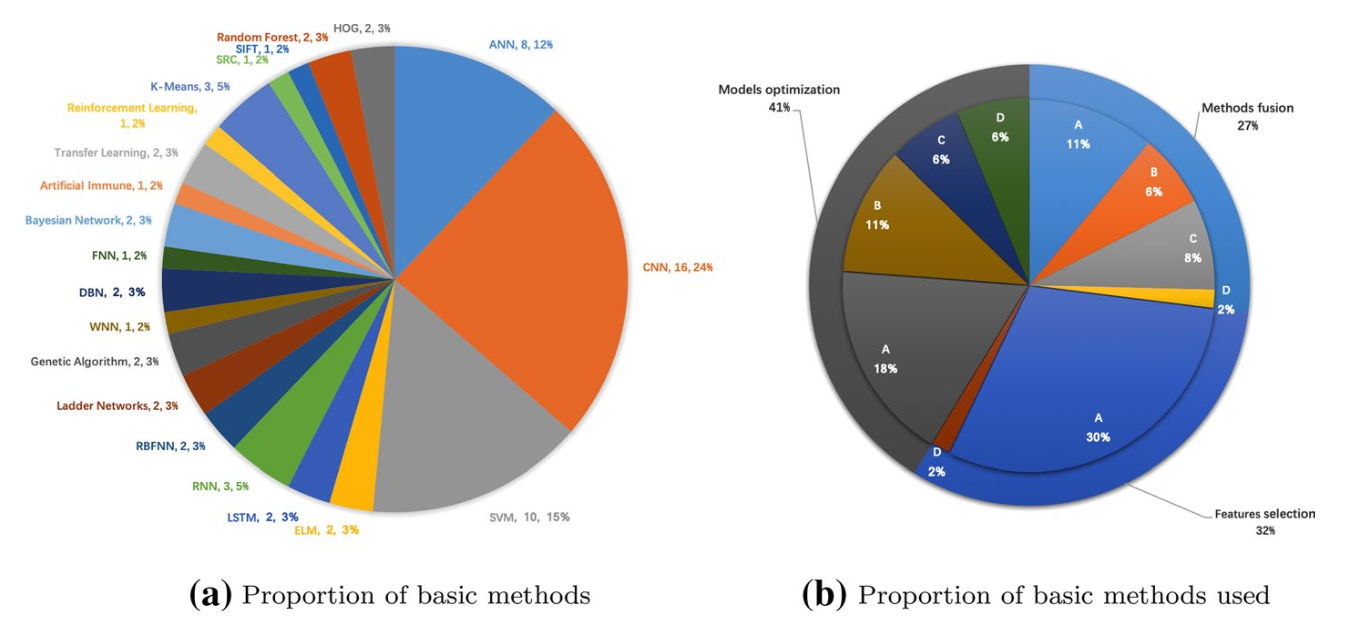 HOG, 2, 3%
Random Forest, 2, 3%
SIFT, 1, 2%
SRC, 1, 2%
K-Means, 3, 5%
Reinforcement Learning,
1, 2%
Transfer Learning, 2, 3%
Artificial Immune, 1, 2%
Bayesian Network, 2, 3%
FNN, 1, 2%
DBN, 2, 3%
WNN, 1, 2%
Genetic Algorithm, 2, 3%
Ladder Networks, 2, 3%
RBFNN, 2, 3%
RNN, 3, 5%
LSTM, 2, 3%
ELM, 2, 3%
SVM, 10, 15%
CNN, 16, 24%
ANN, 8, 12%
(a) Proportion of basic methods
Models optimization
41%
Methods fusion
27%
Features selection
32%
A
11%
B
6%
C
8%
D
2%
A
30%
D
2%
A
18%
B
11%
C
6%
D
6%
(b) Proportion of basic methods used